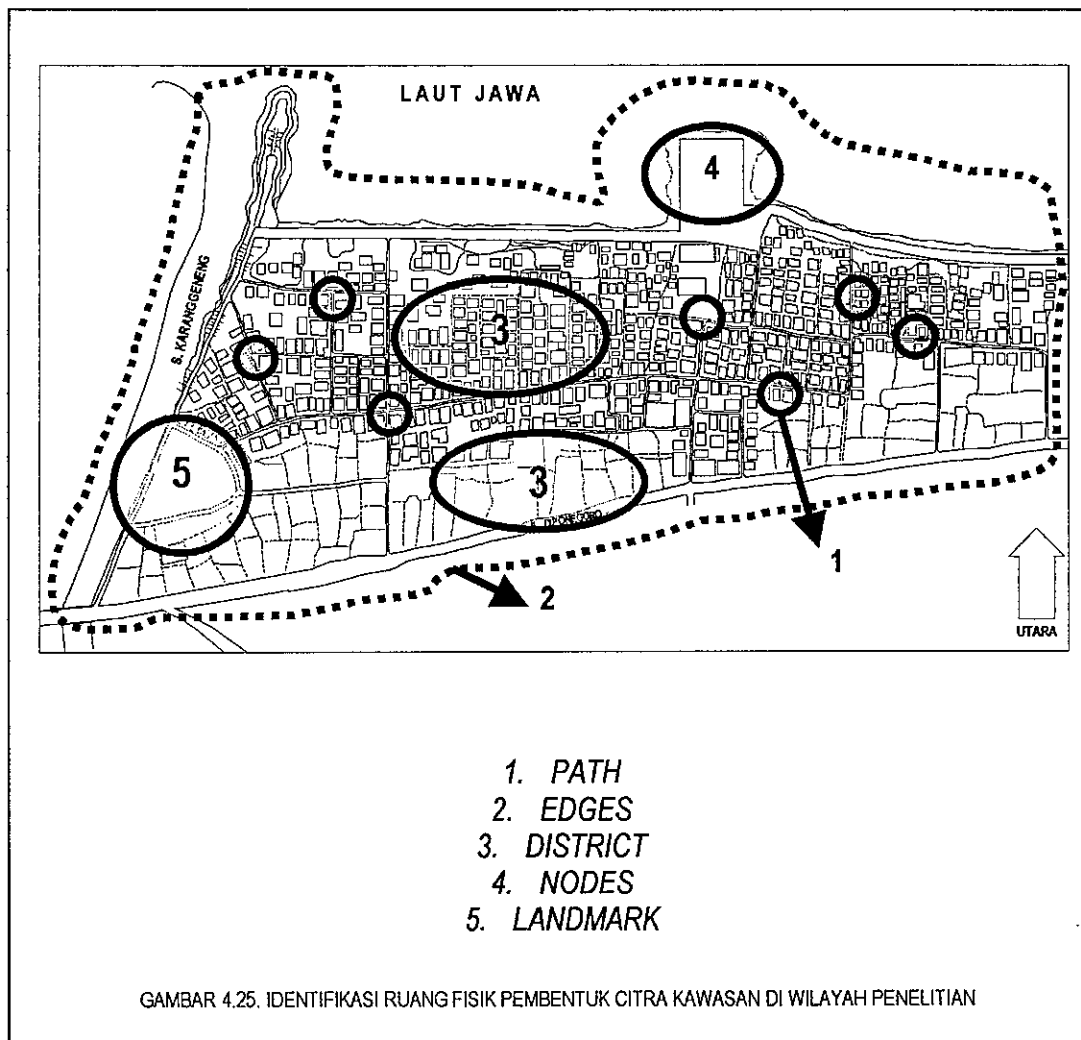 LAUT JAWA
4
S. KARANGGENENG
3
5
3
DIPONEGORO
1
2
UTARA
1. PATH
2. EDGES
3. DISTRICT
4. NODES
5. LANDMARK
GAMBAR 4.25. IDENTIFIKASI RUANG FISIK PEMBENTUK CITRA KAWASAN DI WILAYAH PENELITIAN